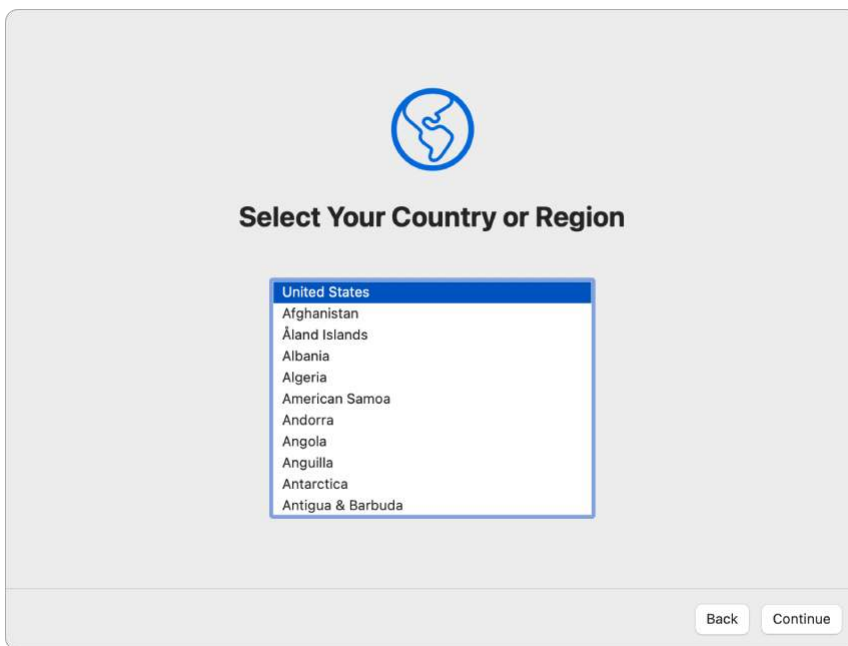 Select Your Country or Region
United States
Afghanistan
Åland Islands
Albania
Algeria
American Samoa
Andorra
Angola
Anguilla
Antarctica
Antigua & Barbuda
Back Continue